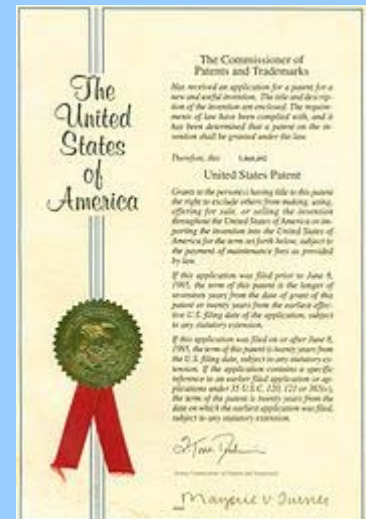 The
United
States
of
America
The Commissioner of
Patents and Trademarks
Has received an application for a patent for a
new and useful invention. The title and descrip-
tion of the invention are enclosed. The require-
ments of law have been complied with, and it
has been determined that a patent on the in-
vention shall be granted under the law.
Therefore, this
United States Patent
Grants to the person(s) having title to this patent
the right to exclude others from making, using,
offering for sale, or selling the invention
throughout the United States of America or im-
porting the invention into the United States of
America for the term set forth below, subject to
the payment of maintenance fees as provided
by law.
If this application was filed prior to June 8,
1995, the term of this patent is the longer of
seventeen years from the date of grant of this
patent or twenty years from the earliest effec-
tive U.S. filing date of the application, subject
to any statutory extension.
If this application was filed on or after June 8,
1995, the term of this patent is twenty years from
the U.S. filing date, subject to any statutory ex-
tension. If the application contains a specific
reference to an earlier filed application or ap-
plications under 35 U.S.C. 120, 121 or 365(c),
the term of the patent is twenty years from the
date on which the earliest application was filed,
subject to any statutory extension.
Marjorie V. Turner